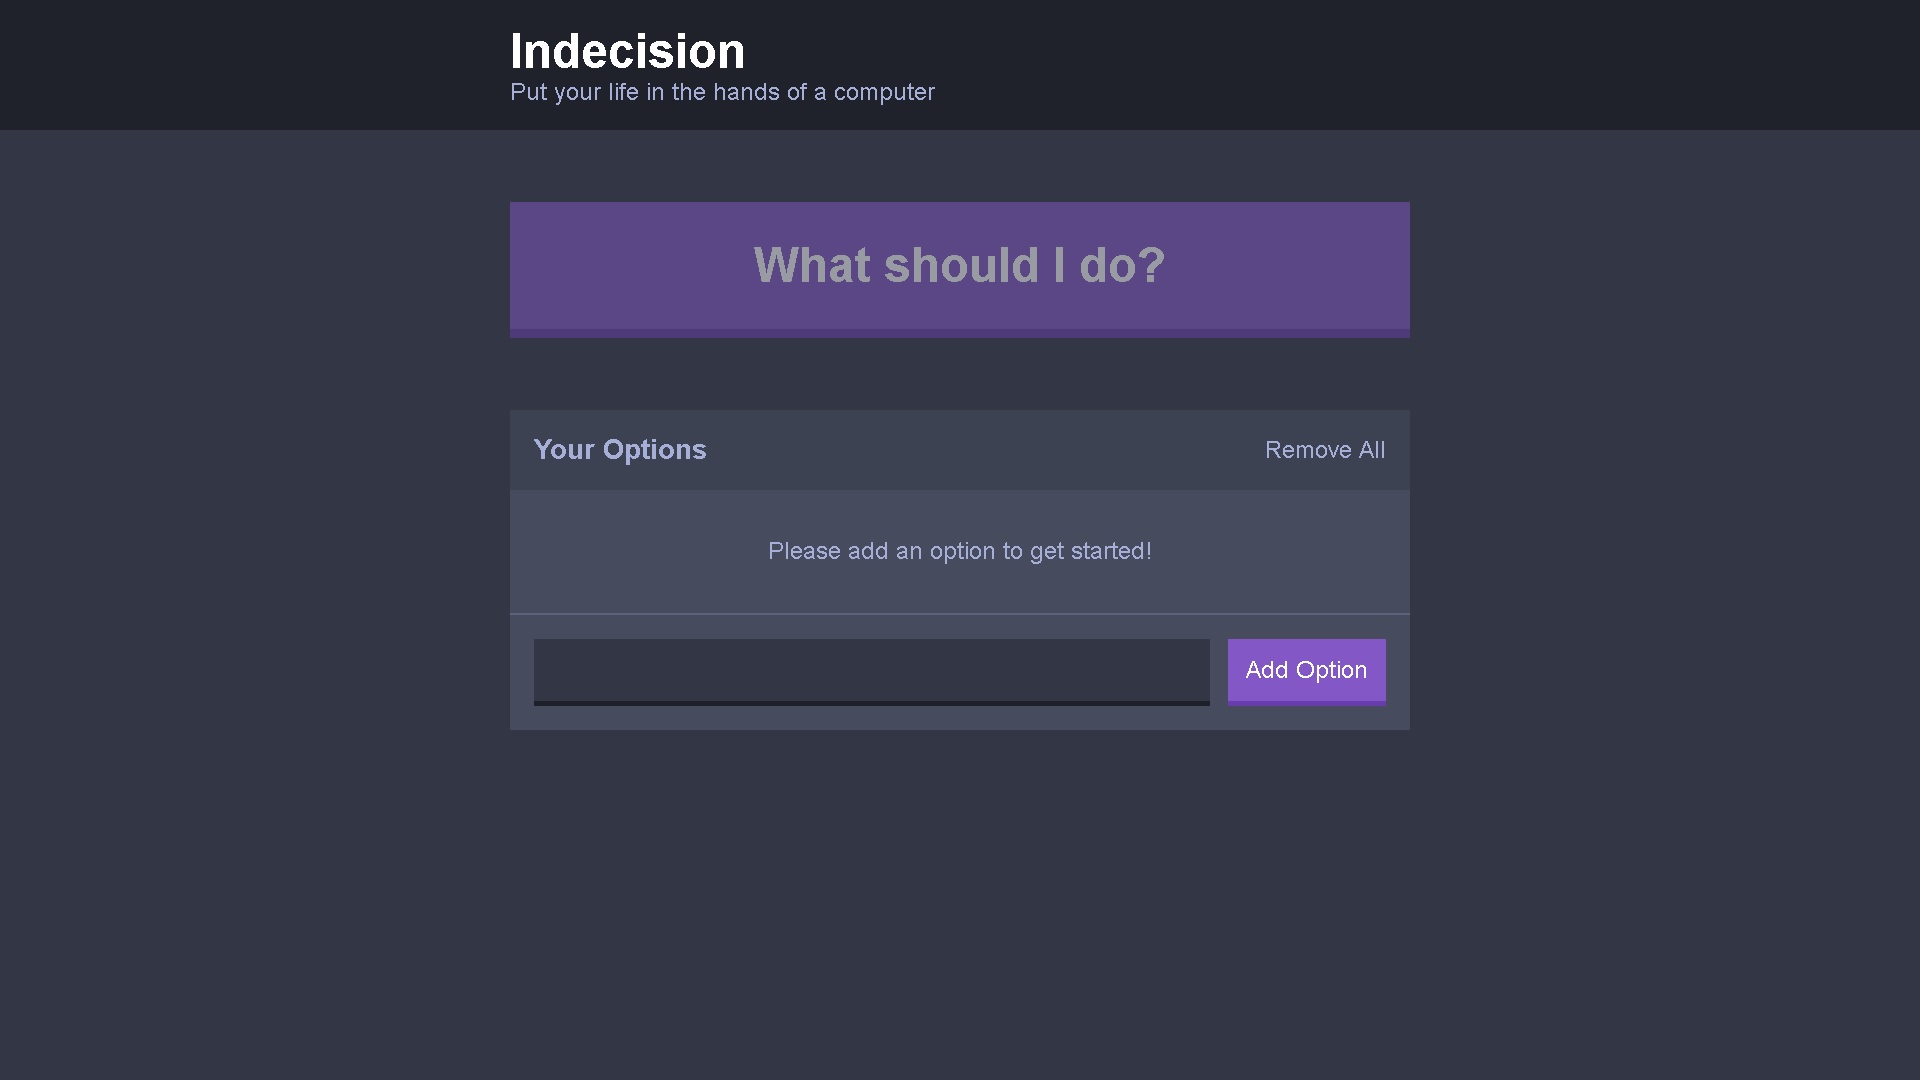 Indecision
Put your life in the hands of a computer
What should I do?
Your Options
Remove All
Please add an option to get started!
Add Option